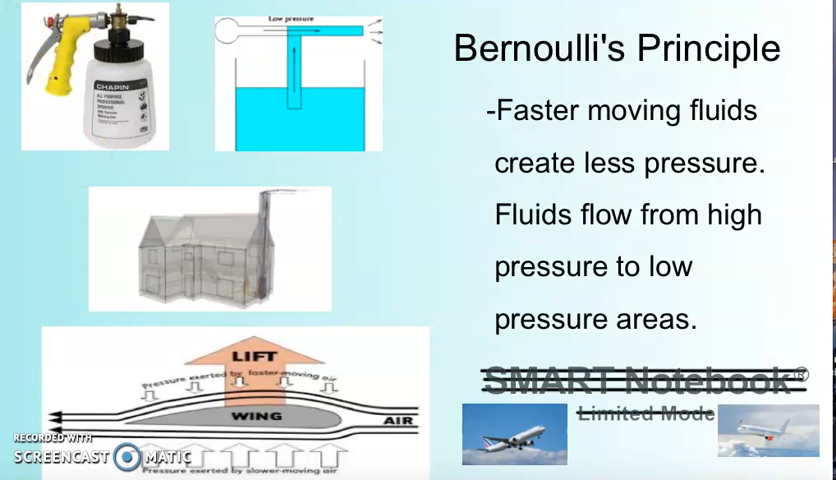 Low pressure
CHAPIN
Bernoulli's Principle
-Faster moving fluids
create less pressure.
Fluids flow from high
pressure to low
pressure areas.
LIFT
Pressure exerted by faster-moving air
WING
AIR
Pressure exerted by slower-moving air
SMART Notebook®
Limited Mode
RECORDED WITH
SCREENCAST MATIC